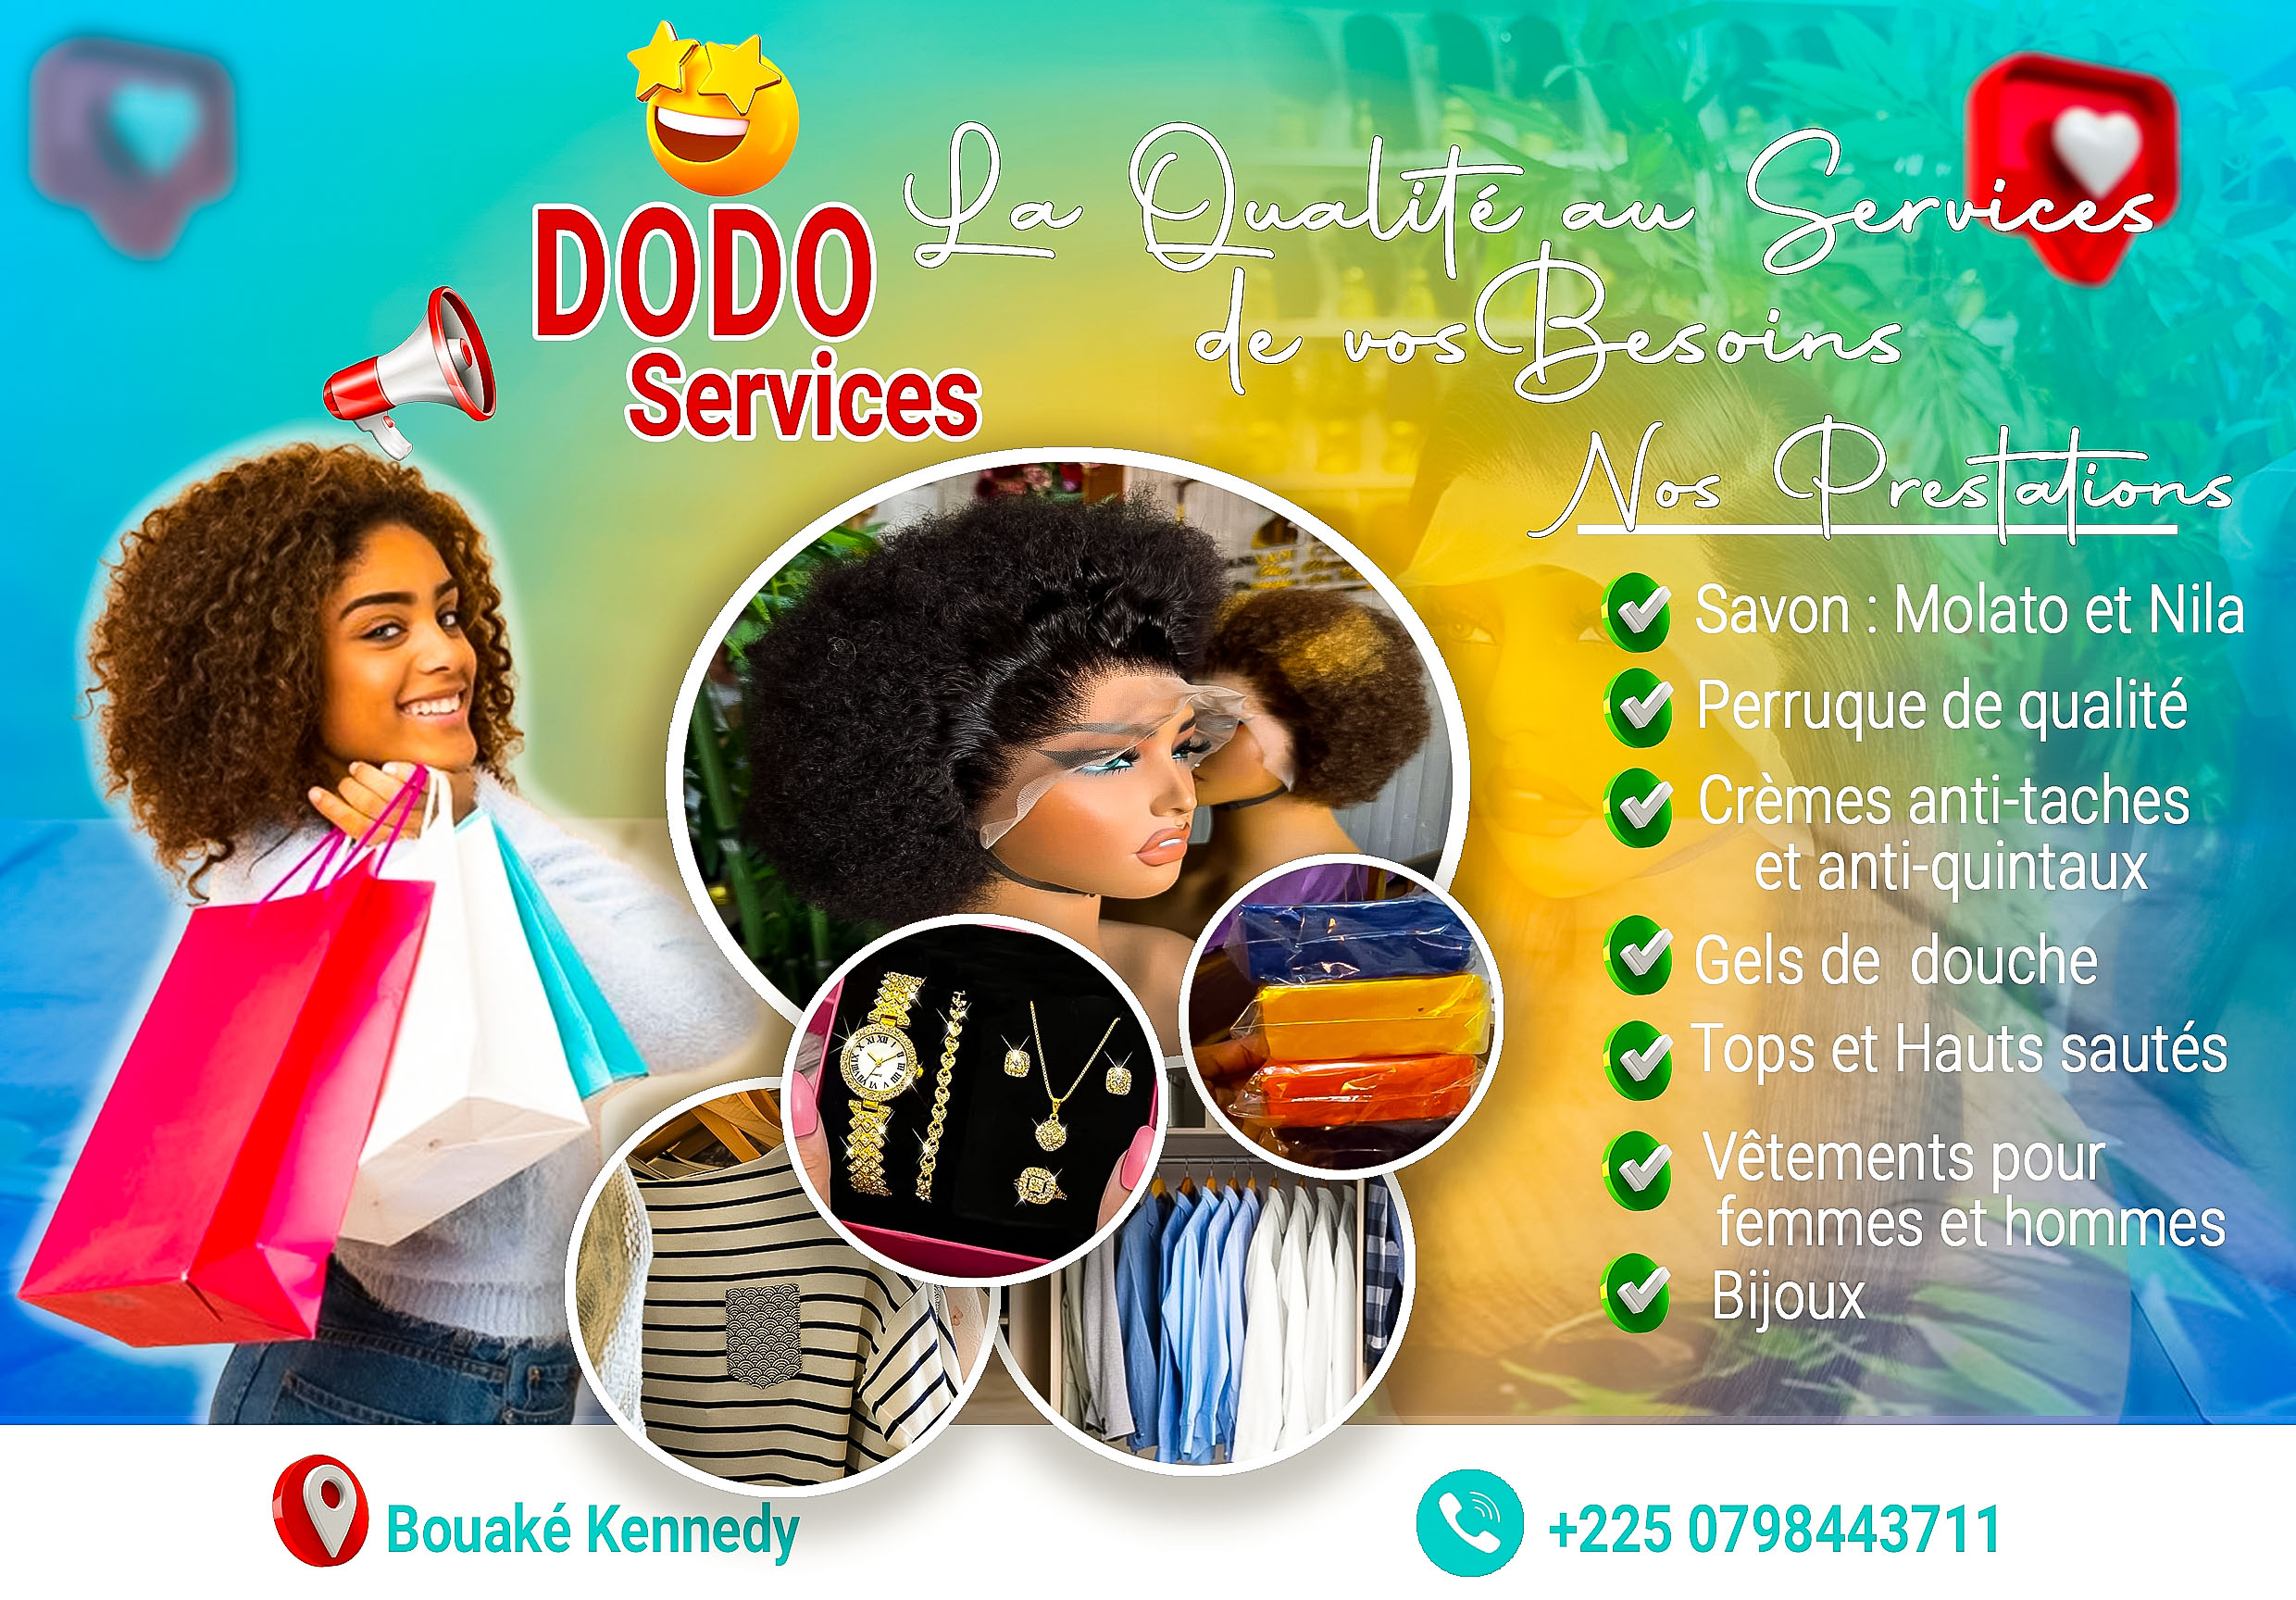 DODO
Services
La Qualité au Services
de vos Besoins
Nos Prestations
Savon : Molato et Nila
Perruque de qualité
Crèmes anti-taches
et anti-quintaux
Gels de douche
Tops et Hauts sautés
Vêtements pour
femmes et hommes
Bijoux
Bouaké Kennedy
+225 0798443711